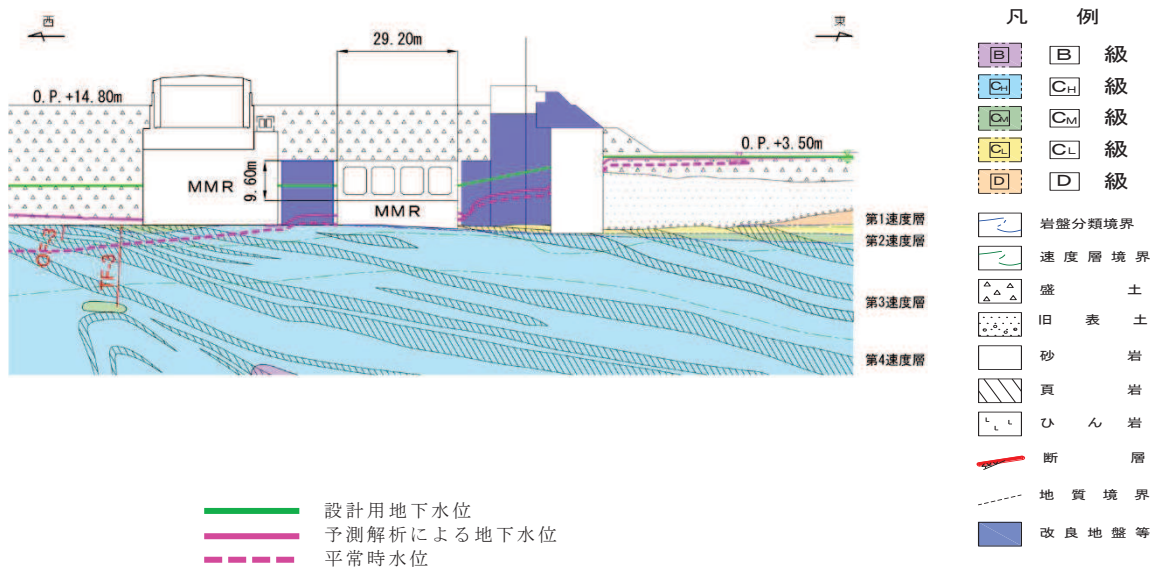 西
東
29.20m
O.P.+14.80m
O.P.+3.50m
MMR
9.60m
MMR
OF-3
TF-3
第1速度層
第2速度層
第3速度層
第4速度層
凡 例
B B 級
CH CH 級
CM CM 級
CL CL 級
D D 級
岩盤分類境界
速度層境界
盛土
旧表土
砂岩
頁岩
ひん岩
断層
地質境界
改良地盤等
設計用地下水位
予測解析による地下水位
平常時水位